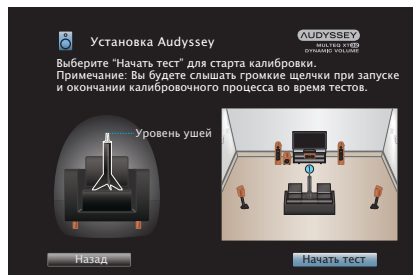 Установка Audyssey
AUDYSSEY
MULTEQ XT32
DYNAMIC VOLUME
Выберите “Начать тест” для старта калибровки.
Примечание: Вы будете слышать громкие щелчки при запуске
и окончании калибровочного процесса во время тестов.
Уровень ушей
1
Назад
Начать тест